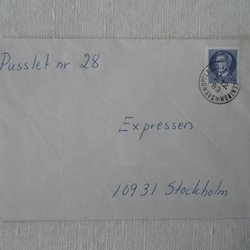 Pusslet nr 28
Expressen
10931 Stockholm